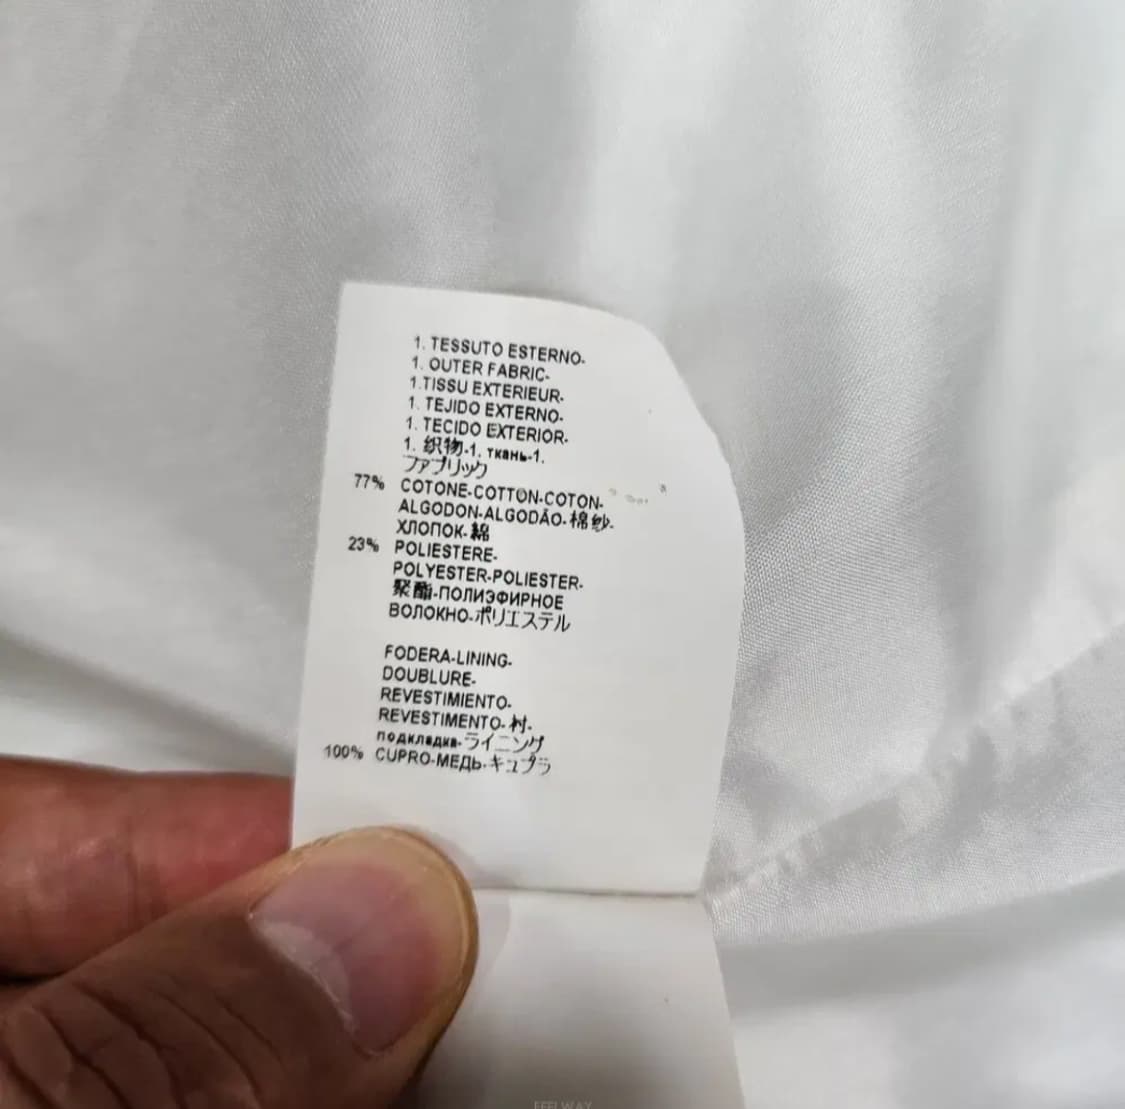 1. TESSUTO ESTERNO-
1. OUTER FABRIC-
1.TISSU EXTERIEUR-
1. TEJIDO EXTERNO-
1. TECIDO EXTERIOR-
1. 织物-1. ткань-1.
ファブリック
77% COTONE-COTTON-COTON-
ALGODON-ALGODÃO-棉纱-
ХЛОПОК-綿
23% POLIESTERE-
POLYESTER-POLIESTER-
聚酯-ПОЛИЭФИРНОЕ
ВОЛОКНО-ポリエステル
FODERA-LINING-
DOUBLURE-
REVESTIMIENTO-
REVESTIMENTO-衬-
подкладка-ライニング
100% CUPRO-МЕДЬ-キュプラ
FEELWAY